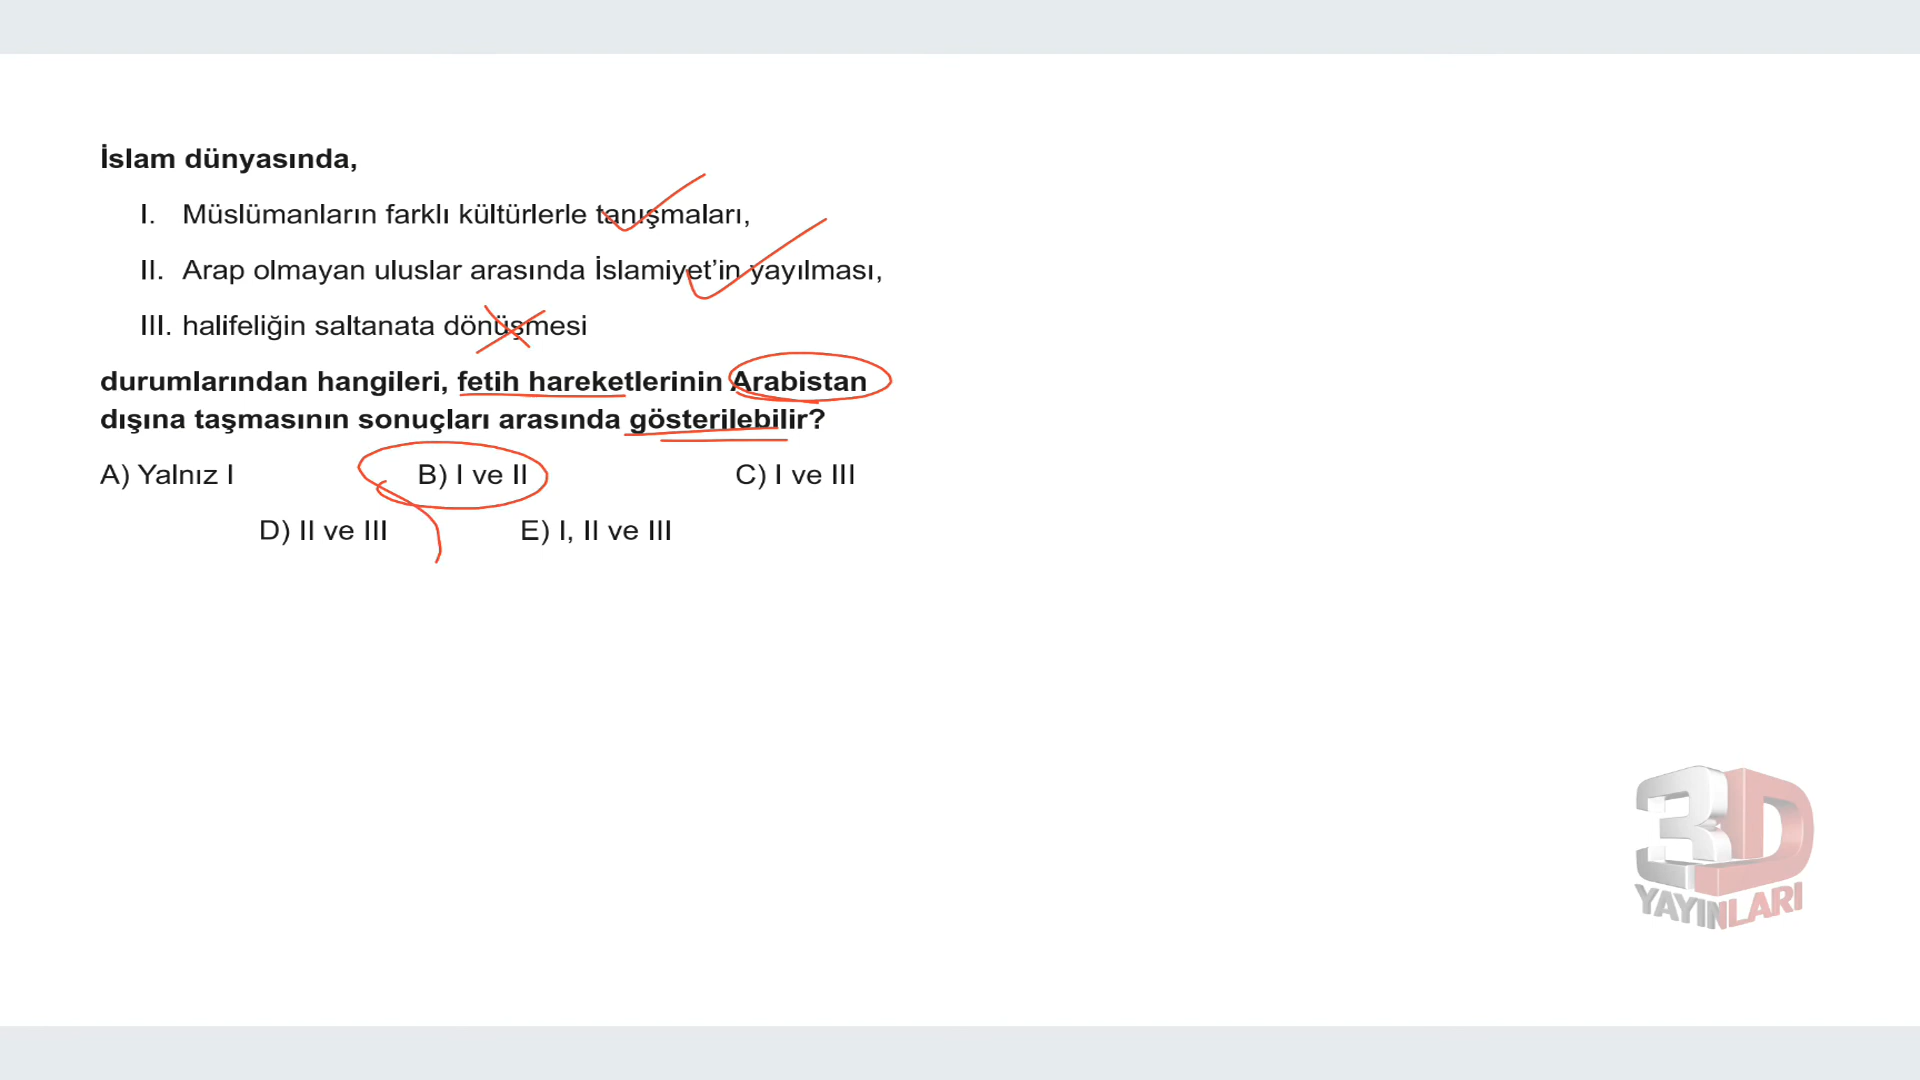 İslam dünyasında,
I. Müslümanların farklı kültürlerle tanışmaları,
II. Arap olmayan uluslar arasında İslamiyet’in yayılması,
III. halifeliğin saltanata dönüşmesi
durumlarından hangileri, fetih hareketlerinin Arabistan
dışına taşmasının sonuçları arasında gösterilebilir?
A) Yalnız I B) I ve II C) I ve III
D) II ve III E) I, II ve III
3D
YAYINLARI